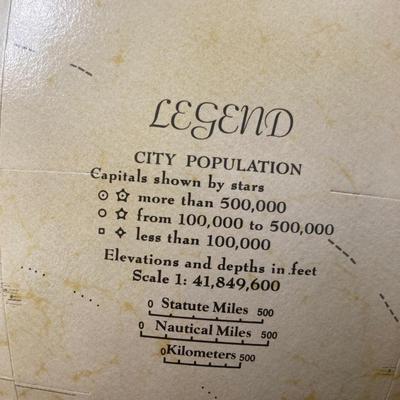 LEGEND
CITY POPULATION
Capitals shown by stars
more than 500,000
from 100,000 to 500,000
less than 100,000
Elevations and depths in feet
Scale 1: 41,849,600
0 Statute Miles 500
0 Nautical Miles 500
0 Kilometers 500